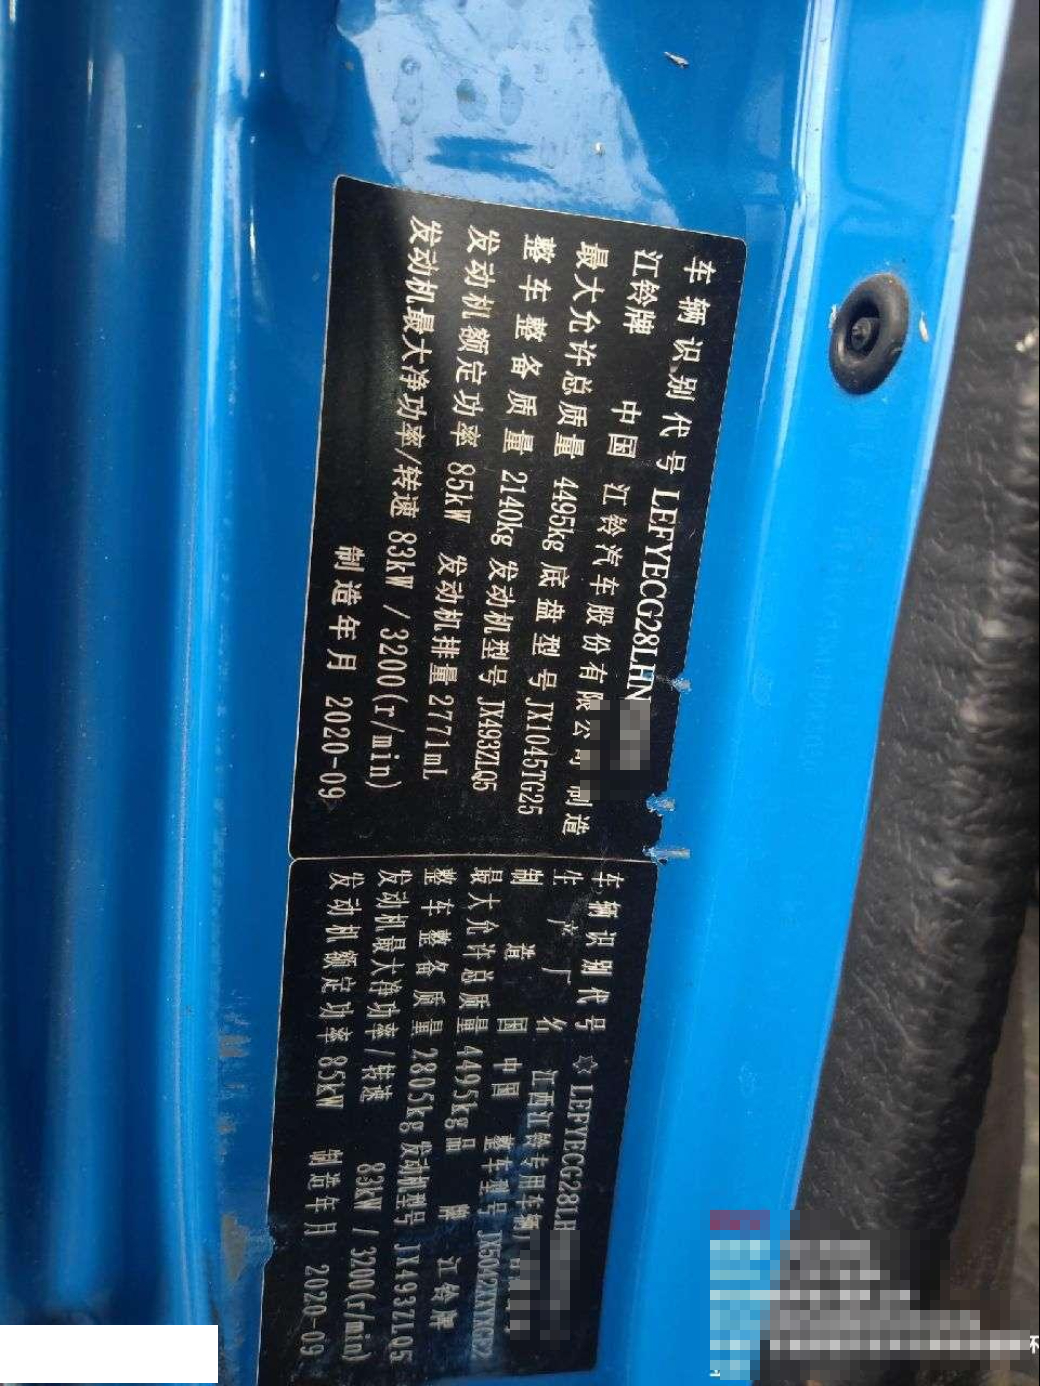 车辆识别代号 LEFYECG28LHN
江铃牌 中国 江铃汽车股份有限公司 制造
最大允许总质量 4495kg 底盘型号 JX1045TG25
整车整备质量 2140kg 发动机型号 JX493ZLQ5
发动机额定功率 85kW 发动机排量 2771mL
发动机最大净功率/转速 83kW /3200(r/min)
制造年月 2020-09
车辆识别代号 ✡LEFYECG28LH
生产厂名 江西江铃专用车辆厂
制造国 中国 整车型号
最大允许总质量 4495kg 品牌 江铃牌
整车整备质量 2805kg 发动机型号 JX493ZLQ5
发动机最大净功率/转速 83kW / 3200(r/min)
发动机额定功率 85kW 制造年月 2020-09